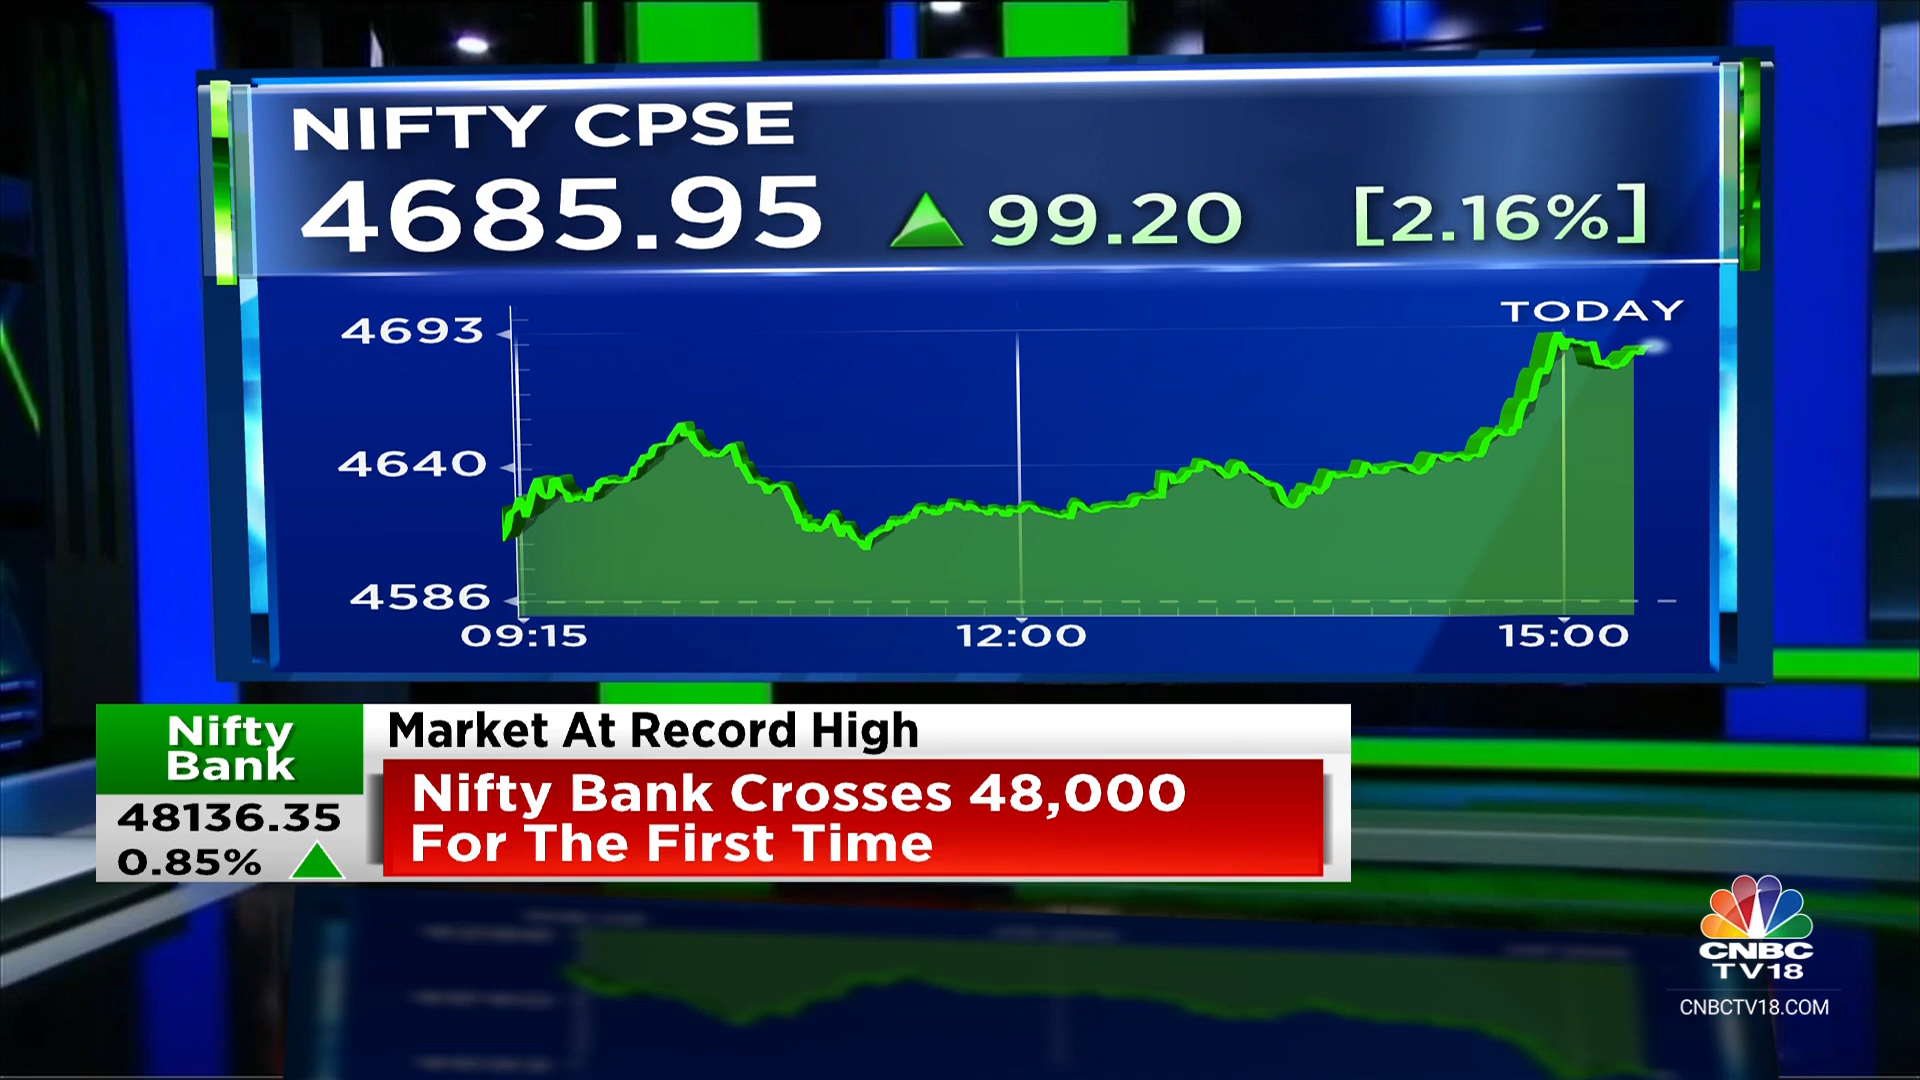 NIFTY CPSE
4685.95 ▲ 99.20 [2.16%]
TODAY
4693
4640
4586
09:15 12:00 15:00
Nifty
Bank
48136.35
0.85% ▲
Market At Record High
Nifty Bank Crosses 48,000
For The First Time
CNBC
TV18
CNBCTV18.COM